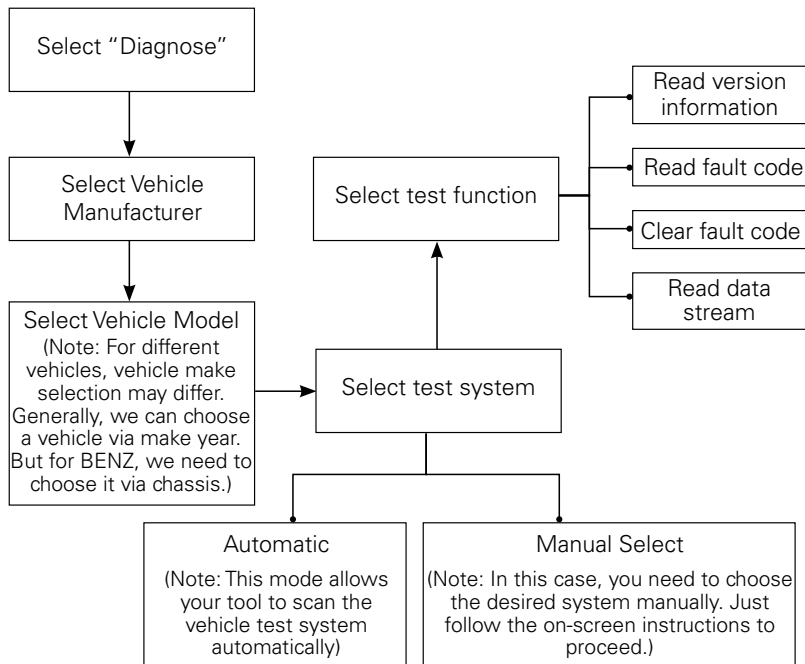 Select “Diagnose”
Select Vehicle
Manufacturer
Select Vehicle Model
(Note: For different
vehicles, vehicle make
selection may differ.
Generally, we can choose
a vehicle via make year.
But for BENZ, we need to
choose it via chassis.)
Select test system
Automatic
(Note: This mode allows
your tool to scan the
vehicle test system
automatically)
Manual Select
(Note: In this case, you need to choose
the desired system manually. Just
follow the on-screen instructions to
proceed.)
Select test function
Read version
information
Read fault code
Clear fault code
Read data
stream